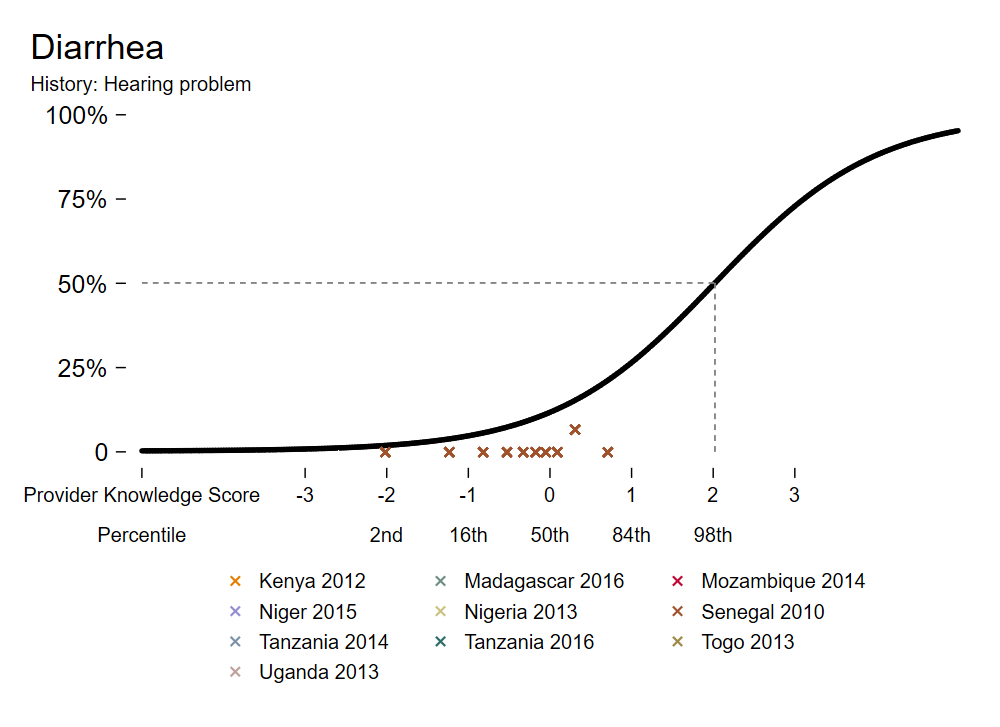 Diarrhea
History: Hearing problem
100%
75%
50%
25%
0
Provider Knowledge Score -3 -2 -1 0 1 2 3
Percentile 2nd 16th 50th 84th 98th
Kenya 2012 Madagascar 2016 Mozambique 2014
Niger 2015 Nigeria 2013 Senegal 2010
Tanzania 2014 Tanzania 2016 Togo 2013
Uganda 2013